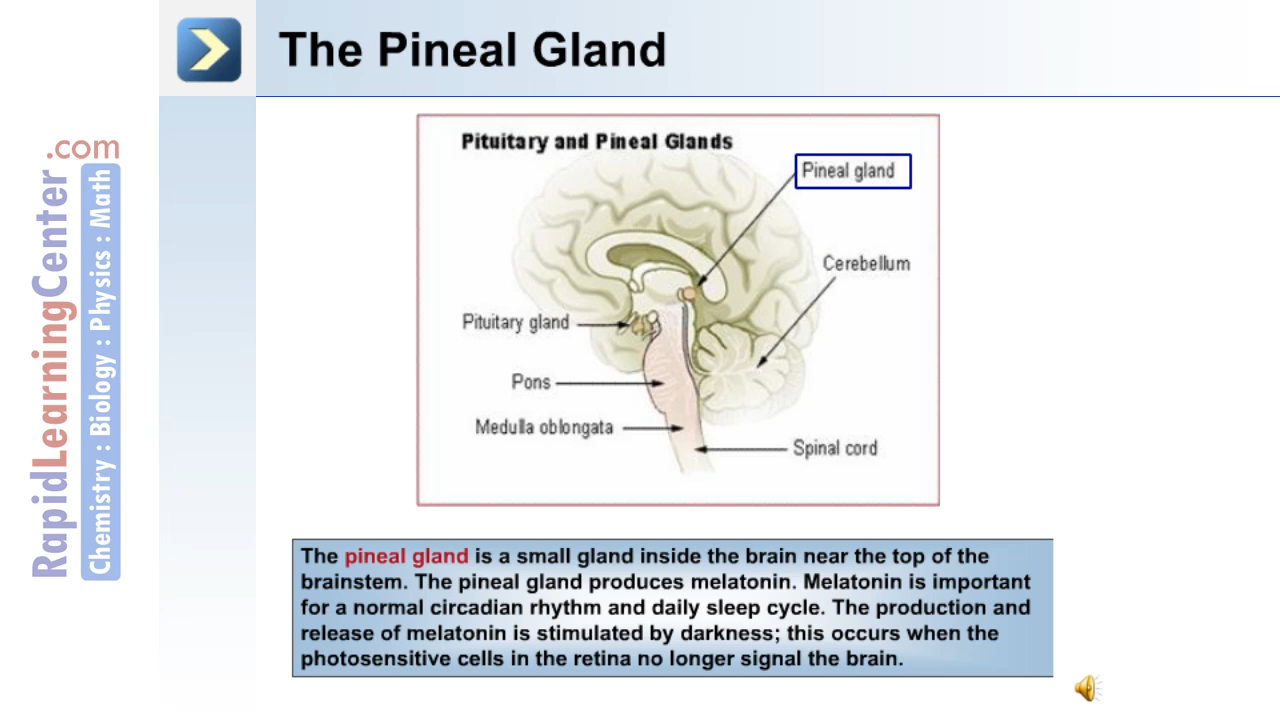 The Pineal Gland
RapidLearningCenter.com
Chemistry : Biology : Physics : Math
Pituitary and Pineal Glands
Pineal gland
Cerebellum
Pituitary gland
Pons
Medulla oblongata
Spinal cord
The pineal gland is a small gland inside the brain near the top of the
brainstem. The pineal gland produces melatonin. Melatonin is important
for a normal circadian rhythm and daily sleep cycle. The production and
release of melatonin is stimulated by darkness; this occurs when the
photosensitive cells in the retina no longer signal the brain.